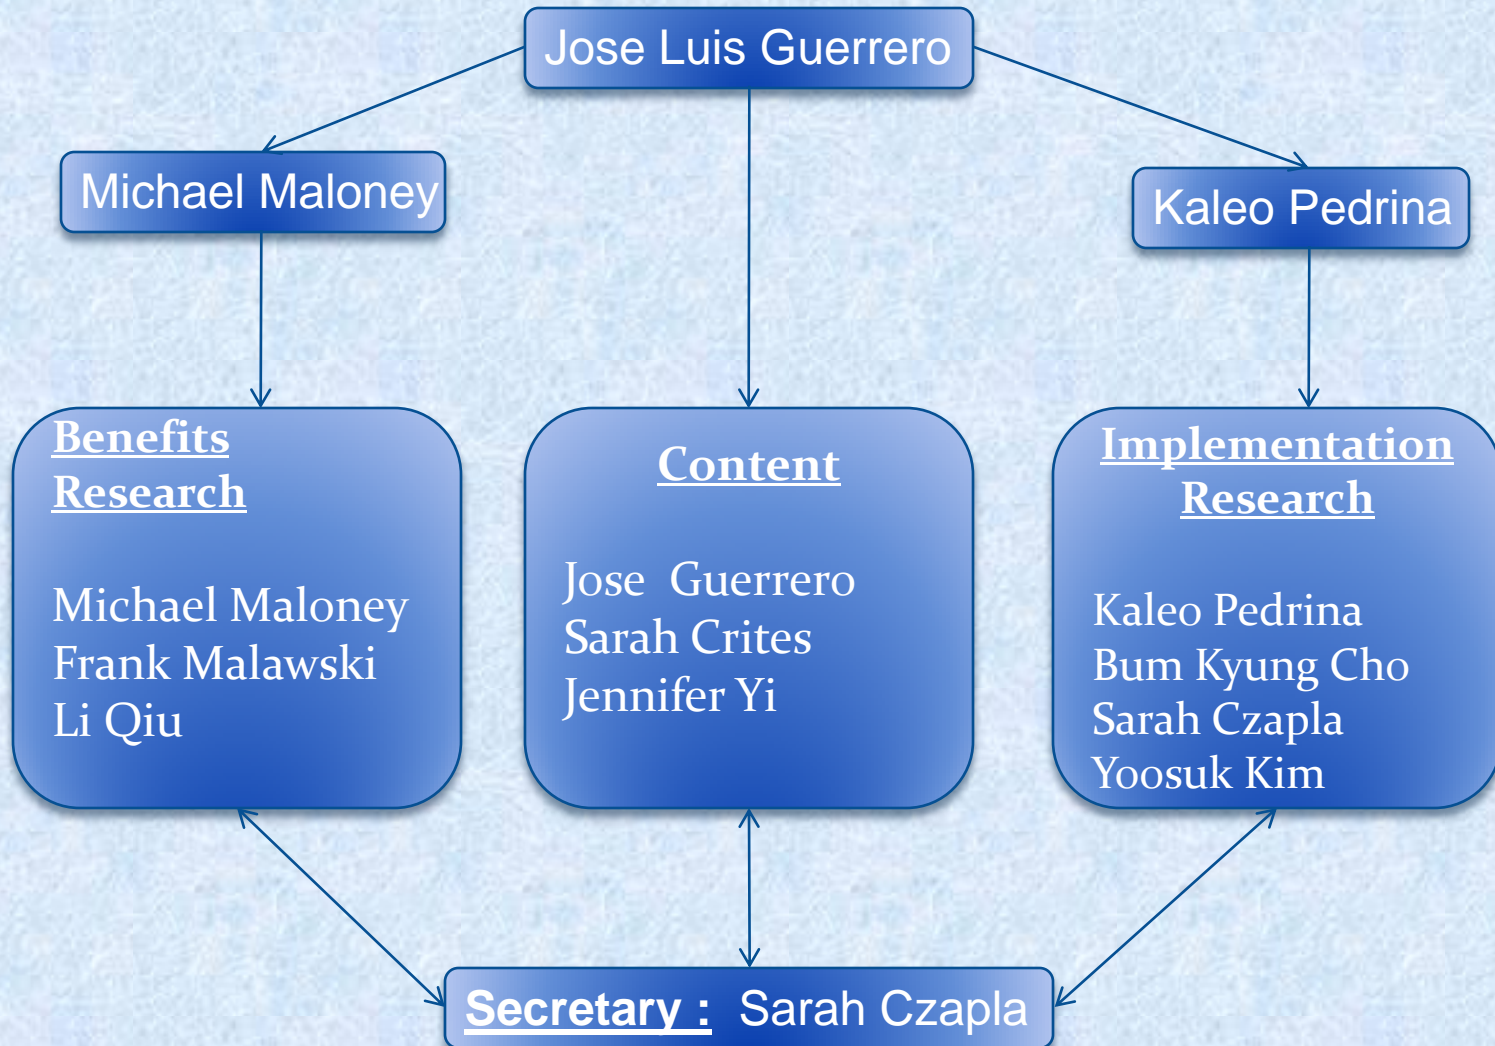 Jose Luis Guerrero
Michael Maloney
Kaleo Pedrina
Benefits
Research
Michael Maloney
Frank Malawski
Li Qiu
Content
Jose  Guerrero
Sarah Crites
Jennifer Yi
Implementation
Research
Kaleo Pedrina
Bum Kyung Cho
Sarah Czapla
Yoosuk Kim
Secretary :  Sarah Czapla